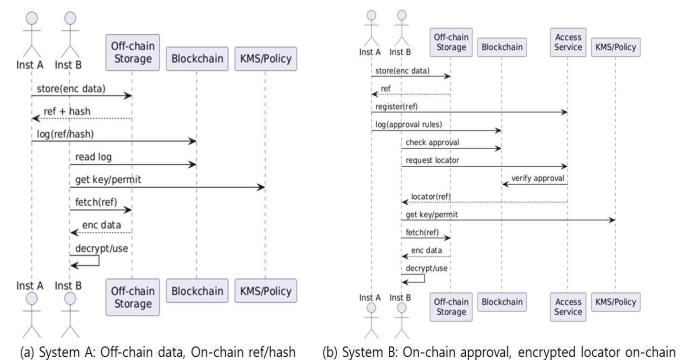 Inst A
Inst B
Off-chain
Storage
Blockchain
KMS/Policy
store(enc data)
ref + hash
log(ref/hash)
read log
get key/permit
fetch(ref)
enc data
decrypt/use
Inst A
Inst B
Off-chain
Storage
Blockchain
KMS/Policy
(a) System A: Off-chain data, On-chain ref/hash
Inst A
Inst B
Off-chain
Storage
Blockchain
Access
Service
KMS/Policy
store(enc data)
ref
register(ref)
log(approval rules)
check approval
request locator
verify approval
locator(ref)
get key/permit
fetch(ref)
enc data
decrypt/use
Inst A
Inst B
Off-chain
Storage
Blockchain
Access
Service
KMS/Policy
(b) System B: On-chain approval, encrypted locator on-chain